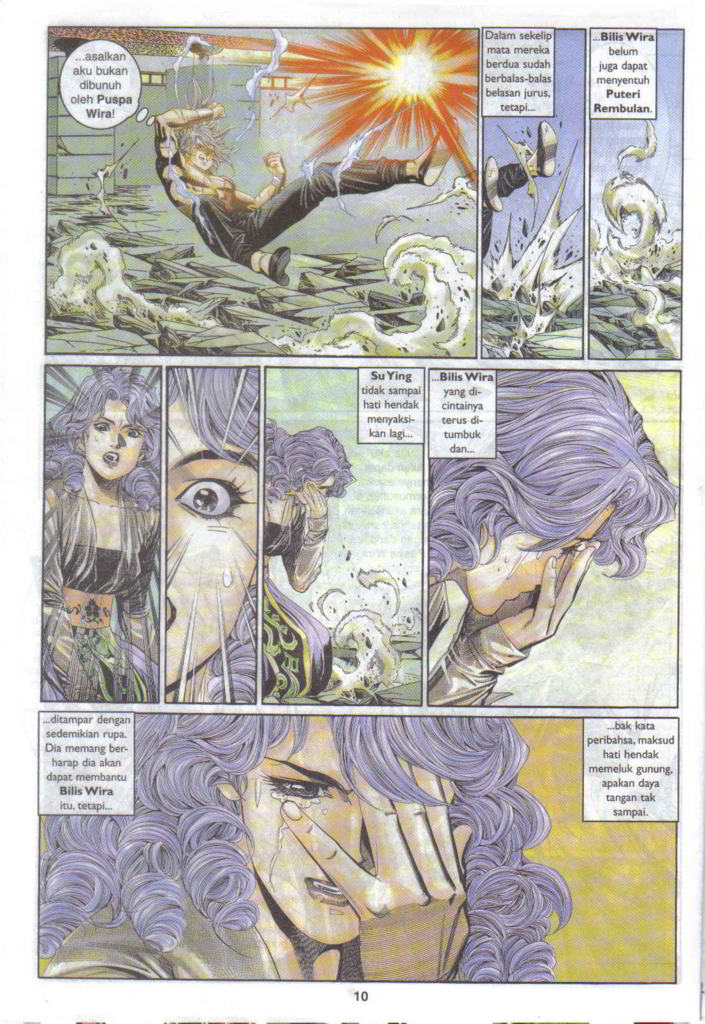 ...asalkan
aku bukan
dibunuh
oleh Puspa
Wira!
Dalam sekelip
mata mereka
berdua sudah
berbalas-balas
belasan jurus,
tetapi...
...Bilis Wira
belum
juga dapat
menyentuh
Puteri
Rembulan.
Su Ying
tidak sampai
hati hendak
menyaksi-
kan lagi...
...Bilis Wira
yang di-
cintainya
terus di-
tumbuk
dan...
...ditampar dengan
sedemikian rupa.
Dia memang ber-
harap dia akan
dapat membantu
Bilis Wira
itu, tetapi...
...bak kata
peribahsa, maksud
hati hendak
memeluk gunung,
apakan daya
tangan tak
sampai.
10